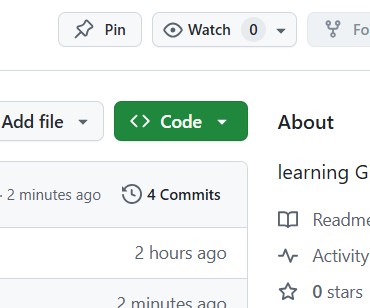 Pin
Watch 0
Fo
Add file
Code
About
learning G
· 2 minutes ago
4 Commits
Readme
2 hours ago
Activity
0 stars
2 minutes ago